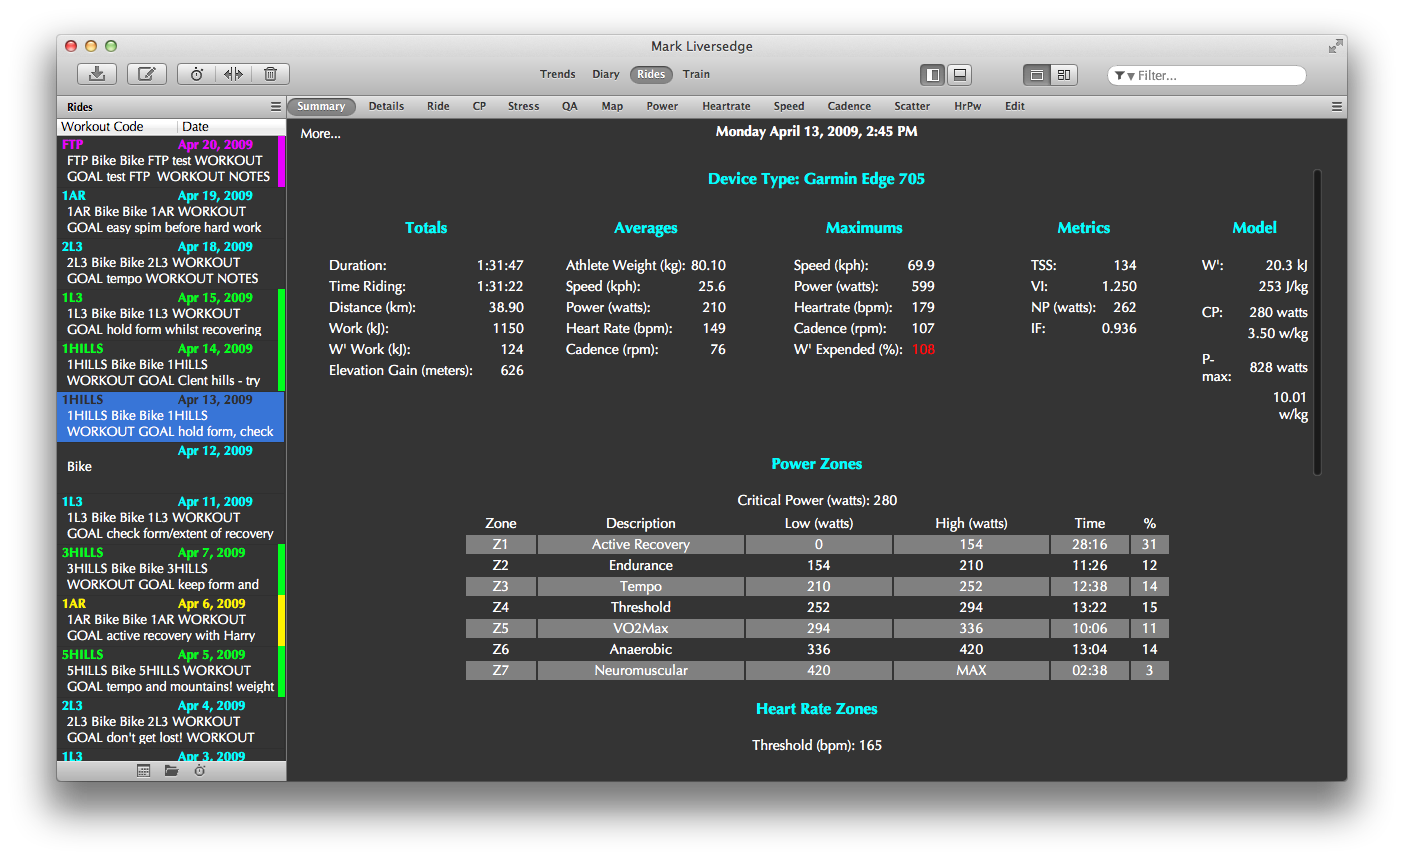 Mark Liversedge
Trends Diary Rides Train
Filter...
Rides
Summary Details Ride CP Stress QA Map Power Heartrate Speed Cadence Scatter HrPw Edit
Workout Code Date
FTP Apr 20, 2009
FTP Bike Bike FTP test WORKOUT
GOAL test FTP WORKOUT NOTES
1AR Apr 19, 2009
1AR Bike Bike 1AR WORKOUT
GOAL easy spim before hard work
2L3 Apr 18, 2009
2L3 Bike Bike 2L3 WORKOUT
GOAL tempo WORKOUT NOTES
1L3 Apr 15, 2009
1L3 Bike Bike 1L3 WORKOUT
GOAL hold form whilst recovering
1HILLS Apr 14, 2009
1HILLS Bike Bike 1HILLS
WORKOUT GOAL Clent hills - try
1HILLS Apr 13, 2009
1HILLS Bike Bike 1HILLS
WORKOUT GOAL hold form, check
Apr 12, 2009
Bike
1L3 Apr 11, 2009
1L3 Bike Bike 1L3 WORKOUT
GOAL check form/extent of recovery
3HILLS Apr 7, 2009
3HILLS Bike Bike 3HILLS
WORKOUT GOAL keep form and
1AR Apr 6, 2009
1AR Bike Bike 1AR WORKOUT
GOAL active recovery with Harry
5HILLS Apr 5, 2009
5HILLS Bike 5HILLS WORKOUT
GOAL tempo and mountains! weight
2L3 Apr 4, 2009
2L3 Bike Bike 2L3 WORKOUT
GOAL don't get lost! WORKOUT
1L3 Apr 3, 2009
More...
Monday April 13, 2009, 2:45 PM
Device Type: Garmin Edge 705
Totals
Duration: 1:31:47
Time Riding: 1:31:22
Distance (km): 38.90
Work (kJ): 1150
W' Work (kJ): 124
Elevation Gain (meters): 626
Averages
Athlete Weight (kg): 80.10
Speed (kph): 25.6
Power (watts): 210
Heart Rate (bpm): 149
Cadence (rpm): 76
Maximums
Speed (kph): 69.9
Power (watts): 599
Heartrate (bpm): 179
Cadence (rpm): 107
W' Expended (%): 108
Metrics
TSS: 134
VI: 1.250
NP (watts): 262
IF: 0.936
Model
W': 20.3 kJ
253 J/kg
CP: 280 watts
3.50 w/kg
P-
max: 828 watts
10.01
w/kg
Power Zones
Critical Power (watts): 280
Zone Description Low (watts) High (watts) Time %
Z1 Active Recovery 0 154 28:16 31
Z2 Endurance 154 210 11:26 12
Z3 Tempo 210 252 12:38 14
Z4 Threshold 252 294 13:22 15
Z5 VO2Max 294 336 10:06 11
Z6 Anaerobic 336 420 13:04 14
Z7 Neuromuscular 420 MAX 02:38 3
Heart Rate Zones
Threshold (bpm): 165